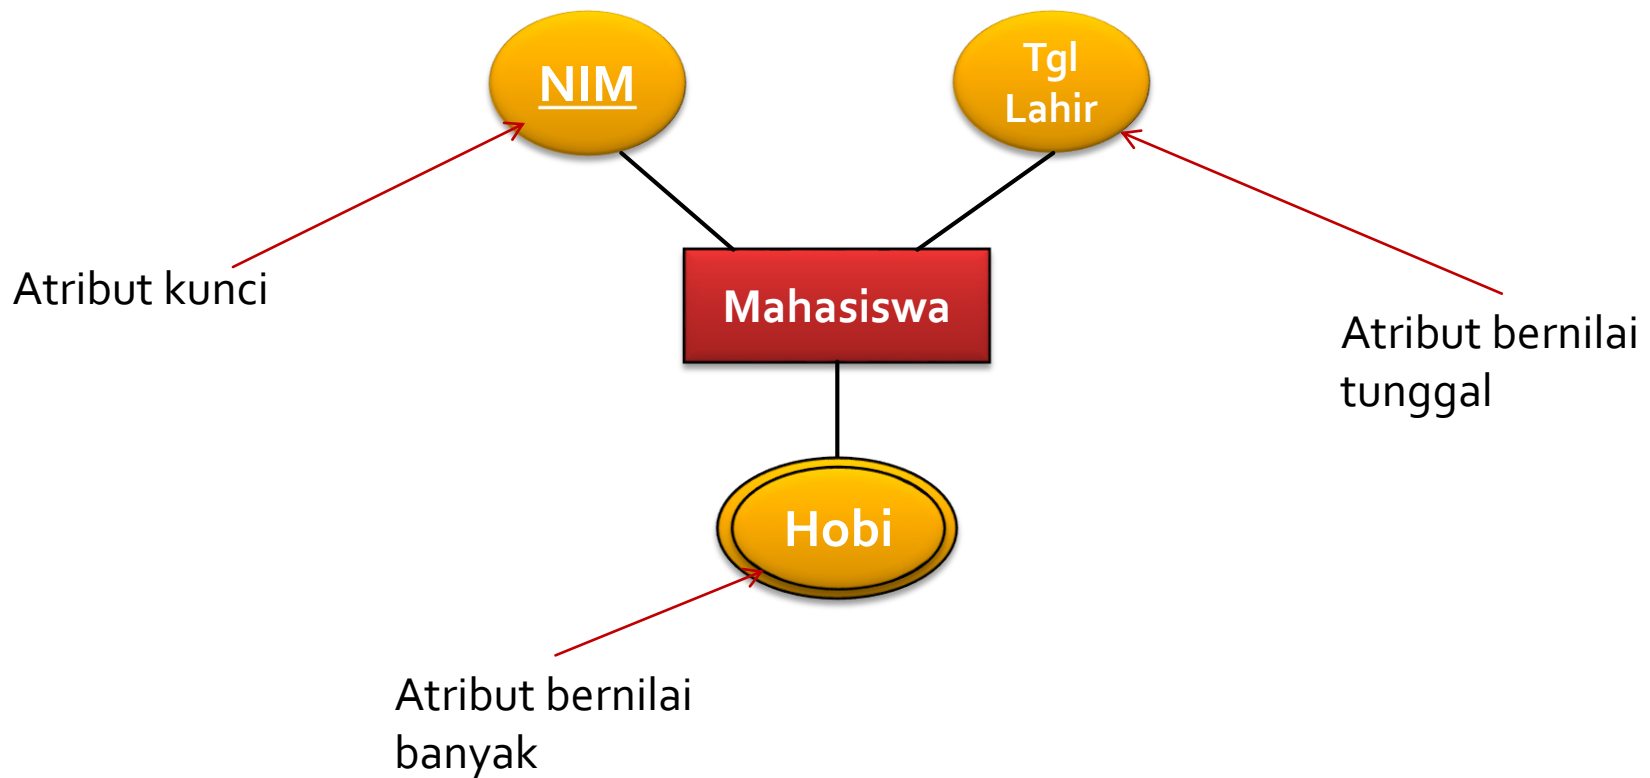 NIM
Tgl
Lahir
Atribut kunci
Mahasiswa
Atribut bernilai
tunggal
Hobi
Atribut bernilai
banyak